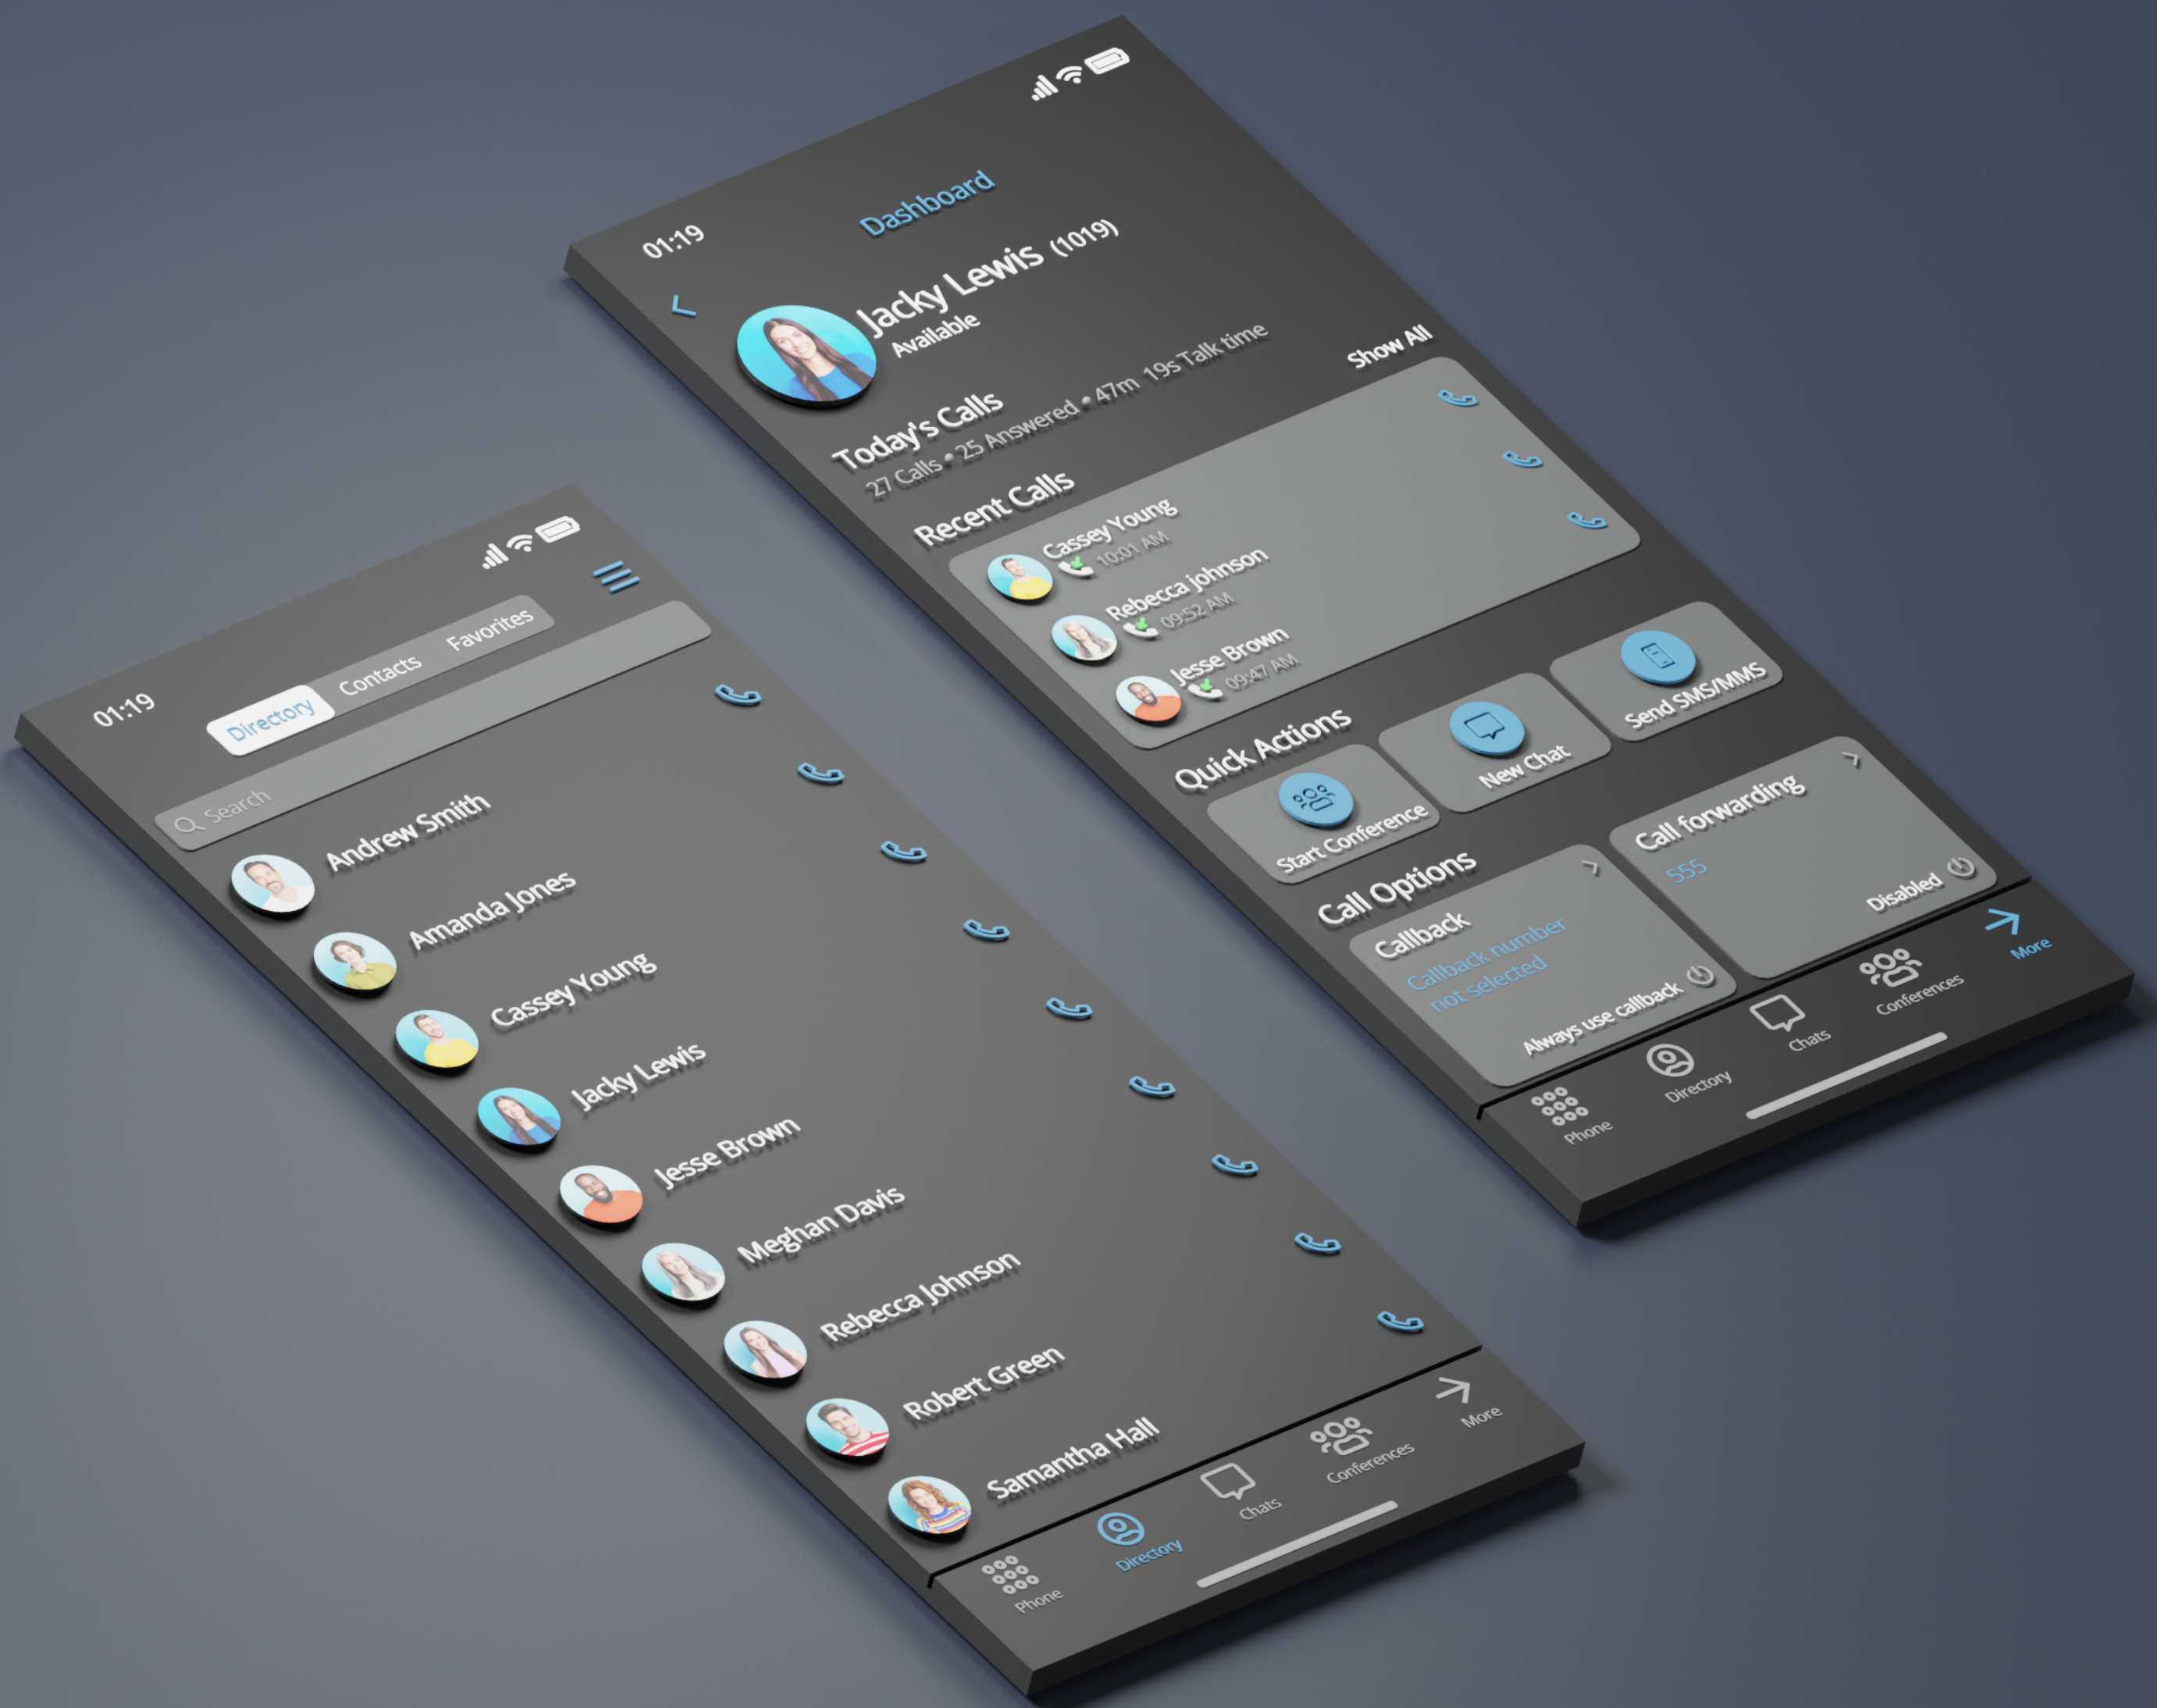 01:19
Directory
Contacts
Favorites
Search
Andrew Smith
Amanda Jones
Cassey Young
Jacky Lewis
Jesse Brown
Meghan Davis
Rebecca Johnson
Robert Green
Samantha Hall
Phone
Directory
Chats
Conferences
More
01:19
Dashboard
Jacky Lewis (1019)
Available
Today's Calls
27 Calls • 25 Answered • 47m 19s Talk time
Recent Calls
Show All
Cassey Young
10:01 AM
Rebecca johnson
09:52 AM
Jesse Brown
09:47 AM
Quick Actions
Start Conference
New Chat
Send SMS/MMS
Call Options
Callback
Callback number
not selected
Always use callback
Call forwarding
555
Disabled
Phone
Directory
Chats
Conferences
More